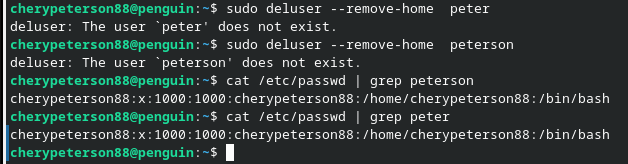 cherypeterson88@penguin:~$ sudo deluser --remove-home  peter
deluser: The user `peter' does not exist.
cherypeterson88@penguin:~$ sudo deluser --remove-home  peterson
deluser: The user `peterson' does not exist.
cherypeterson88@penguin:~$ cat /etc/passwd | grep peterson
cherypeterson88:x:1000:1000:cherypeterson88:/home/cherypeterson88:/bin/bash
cherypeterson88@penguin:~$ cat /etc/passwd | grep peter
cherypeterson88:x:1000:1000:cherypeterson88:/home/cherypeterson88:/bin/bash
cherypeterson88@penguin:~$